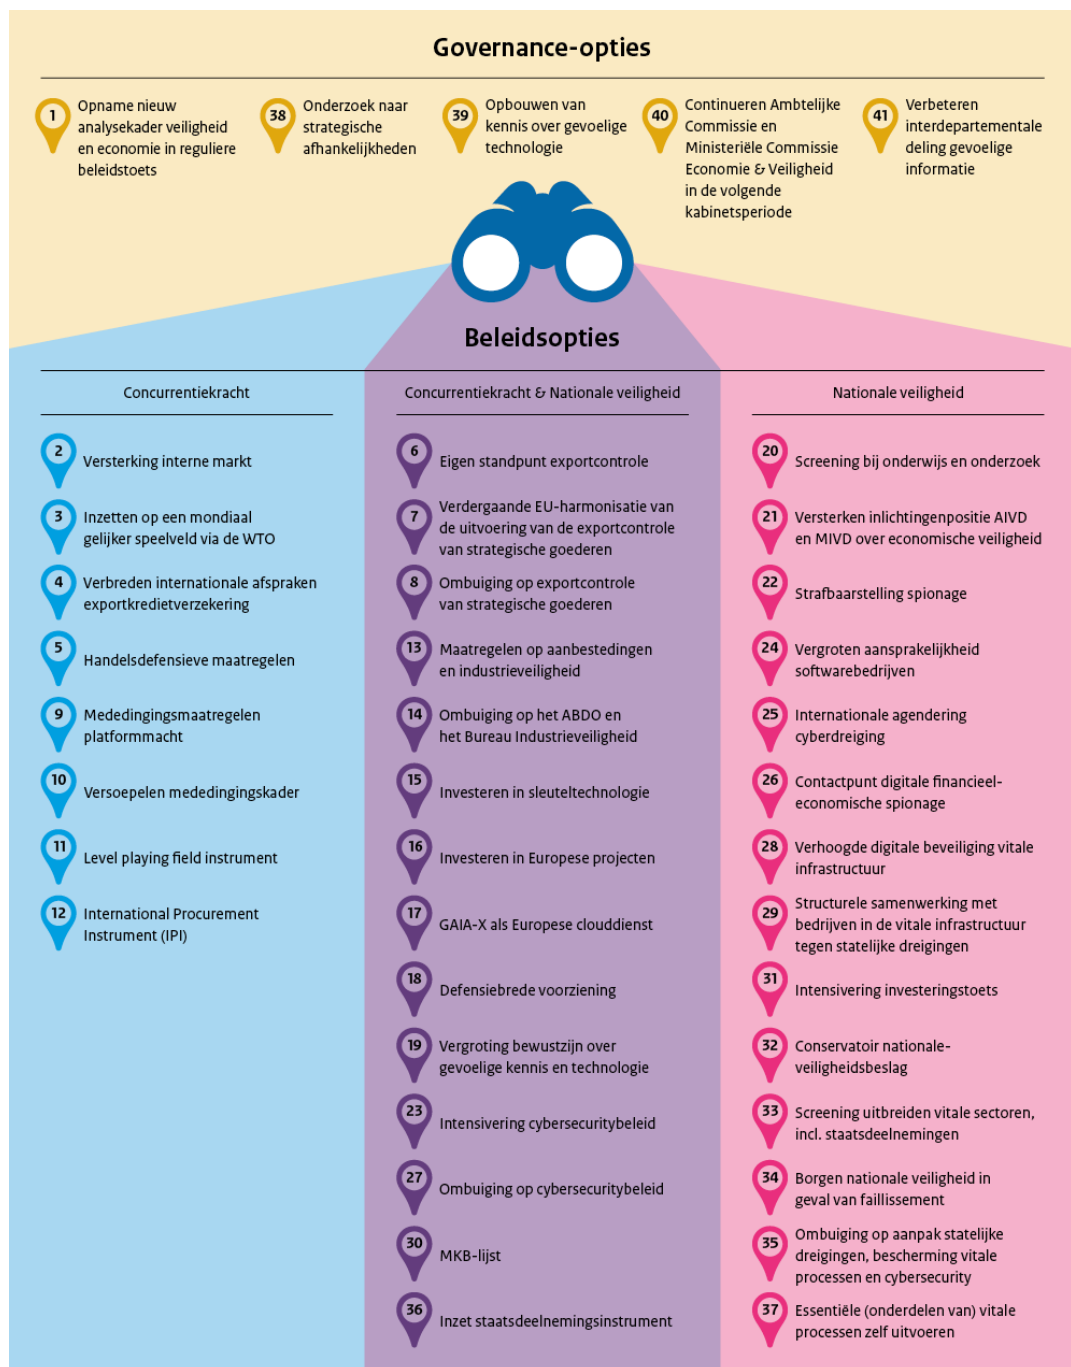 Governance-opties
1
Opname nieuw
analysekader veiligheid
en economie in reguliere
beleidstoets
38
Onderzoek naar
strategische
afhankelijkheden
39
Opbouwen van
kennis over gevoelige
technologie
40
Continueren Ambtelijke
Commissie en
Ministeriële Commissie
Economie & Veiligheid
in de volgende
kabinetsperiode
41
Verbeteren
interdepartementale
deling gevoelige
informatie
Beleidsopties
Concurrentiekracht
2
Versterking interne markt
3
Inzetten op een mondiaal
gelijker speelveld via de WTO
4
Verbreden internationale afspraken
exportkredietverzekering
5
Handelsdefensieve maatregelen
9
Mededingingsmaatregelen
platformmacht
10
Versoepelen mededingingskader
11
Level playing field instrument
12
International Procurement
Instrument (IPI)
Concurrentiekracht & Nationale veiligheid
6
Eigen standpunt exportcontrole
7
Verdergaande EU-harmonisatie van
de uitvoering van de exportcontrole
van strategische goederen
8
Ombuiging op exportcontrole
van strategische goederen
13
Maatregelen op aanbestedingen
en industrieveiligheid
14
Ombuiging op het ABDO en
het Bureau Industrieveiligheid
15
Investeren in sleuteltechnologie
16
Investeren in Europese projecten
17
GAIA-X als Europese clouddienst
18
Defensiebrede voorziening
19
Vergroting bewustzijn over
gevoelige kennis en technologie
23
Intensivering cybersecuritybeleid
27
Ombuiging op cybersecuritybeleid
30
MKB-lijst
36
Inzet staatsdeelnemingsinstrument
Nationale veiligheid
20
Screening bij onderwijs en onderzoek
21
Versterken inlichtingenpositie AIVD
en MIVD over economische veiligheid
22
Strafbaarstelling spionage
24
Vergroten aansprakelijkheid
softwarebedrijven
25
Internationale agendering
cyberdreiging
26
Contactpunt digitale financieel-
economische spionage
28
Verhoogde digitale beveiliging vitale
infrastructuur
29
Structurele samenwerking met
bedrijven in de vitale infrastructuur
tegen statelijke dreigingen
31
Intensivering investeringstoets
32
Conservatoir nationale-
veiligheidsbeslag
33
Screening uitbreiden vitale sectoren,
incl. staatsdeelnemingen
34
Borgen nationale veiligheid in
geval van faillissement
35
Ombuiging op aanpak statelijke
dreigingen, bescherming vitale
processen en cybersecurity
37
Essentiële (onderdelen van) vitale
processen zelf uitvoeren